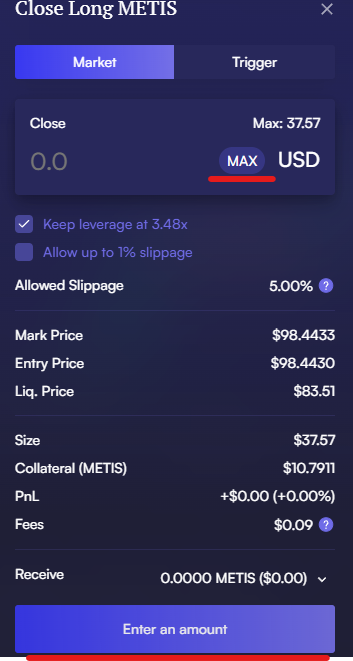 Close Long METIS
Market Trigger
Close Max: 37.57
0.0 MAX USD
Keep leverage at 3.48x
Allow up to 1% slippage
Allowed Slippage 5.00% ?
Mark Price $98.4433
Entry Price $98.4430
Liq. Price $83.51
Size $37.57
Collateral (METIS) $10.7911
PnL +$0.00 (+0.00%)
Fees $0.09 ?
Receive 0.0000 METIS ($0.00)
Enter an amount